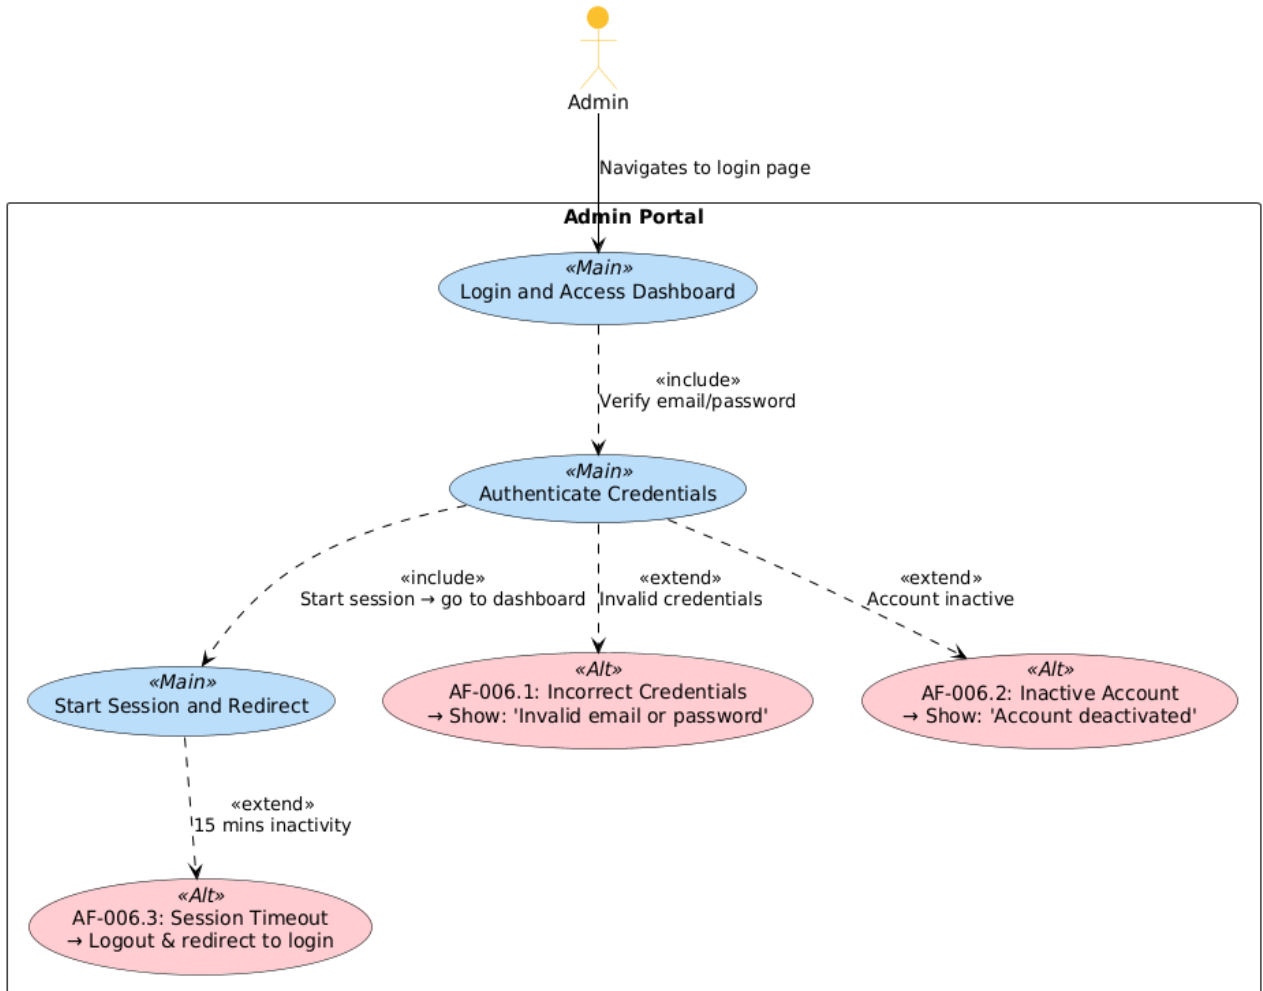 Admin
Navigates to login page
Admin Portal
«Main»
Login and Access Dashboard
«include»
Verify email/password
«Main»
Authenticate Credentials
«include»
Start session → go to dashboard
«extend»
Invalid credentials
«extend»
Account inactive
«Main»
Start Session and Redirect
«Alt»
AF-006.1: Incorrect Credentials
→ Show: 'Invalid email or password'
«Alt»
AF-006.2: Inactive Account
→ Show: 'Account deactivated'
«extend»
15 mins inactivity
«Alt»
AF-006.3: Session Timeout
→ Logout & redirect to login